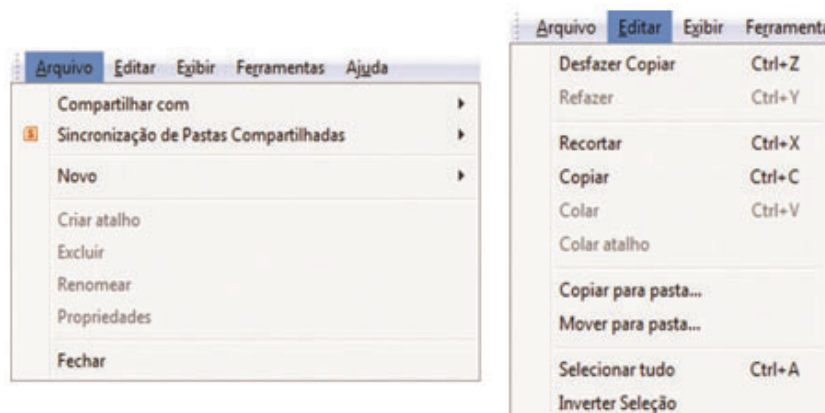 Arquivo Editar Exibir Ferramentas Ajuda
Compartilhar com
Sincronização de Pastas Compartilhadas
Novo
Criar atalho
Excluir
Renomear
Propriedades
Fechar
Arquivo Editar Exibir Ferramenta
Desfazer Copiar Ctrl+Z
Refazer Ctrl+Y
Recortar Ctrl+X
Copiar Ctrl+C
Colar Ctrl+V
Colar atalho
Copiar para pasta...
Mover para pasta...
Selecionar tudo Ctrl+A
Inverter Seleção